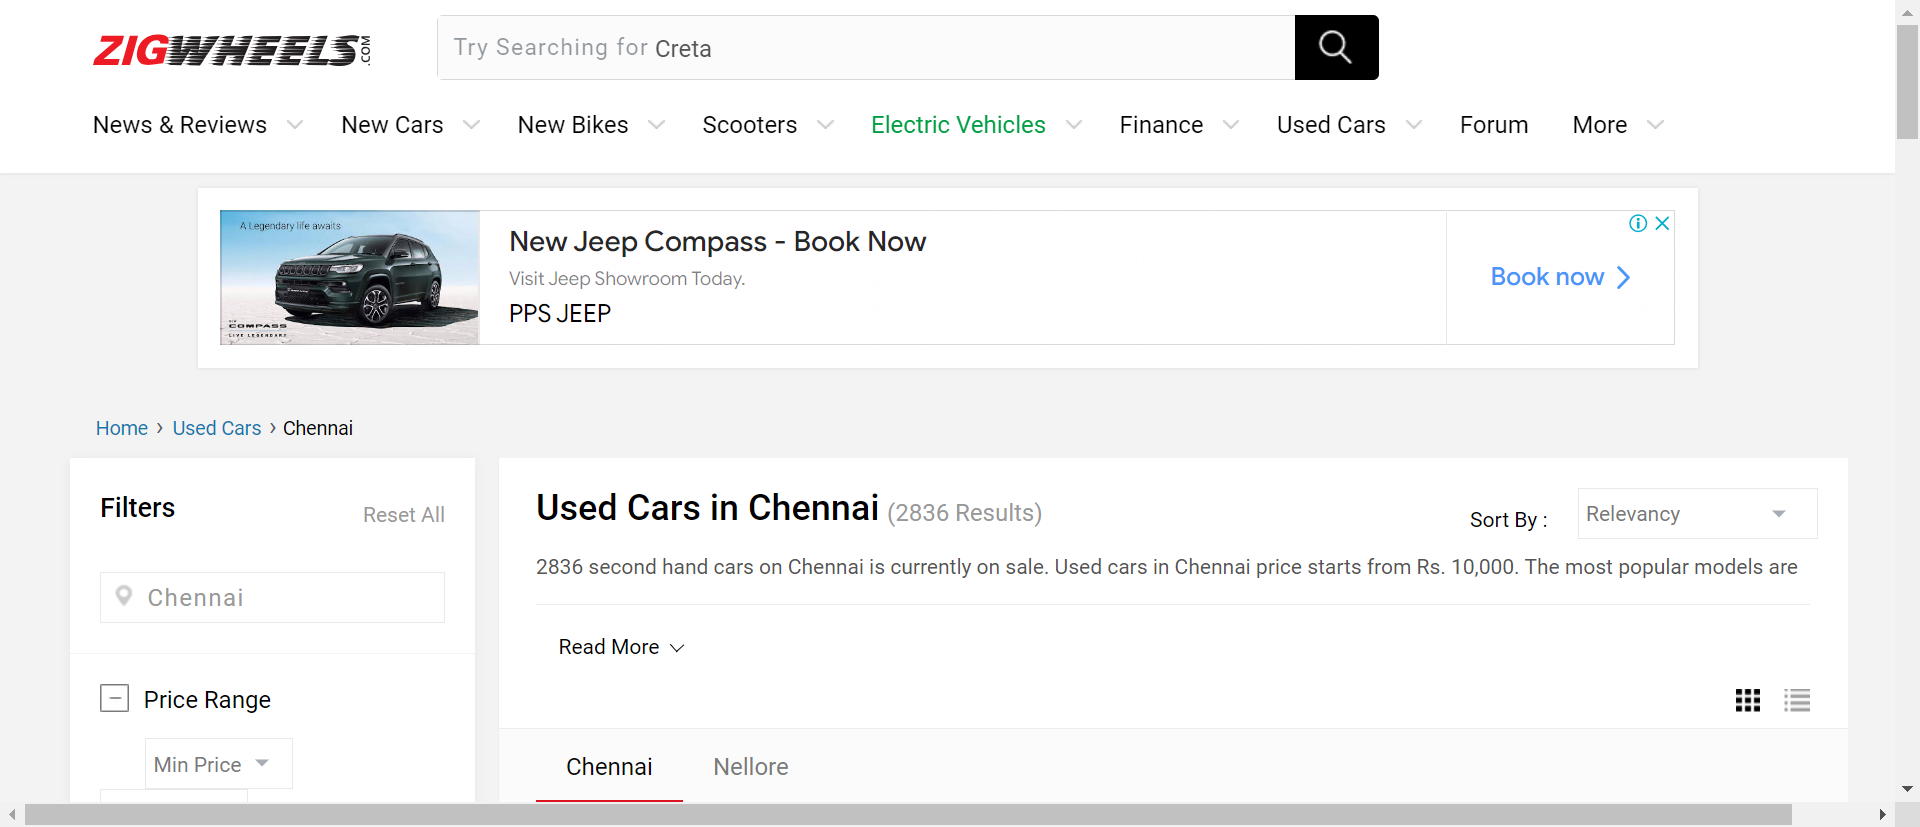 ZIGWHEELS.COM
Try Searching for Creta
News & Reviews New Cars New Bikes Scooters Electric Vehicles Finance Used Cars Forum More
A Legendary life awaits
NEW
COMPASS
LIVE LEGENDARY
New Jeep Compass - Book Now
Visit Jeep Showroom Today.
PPS JEEP
Book now
Home › Used Cars › Chennai
Filters
Reset All
Chennai
Price Range
Min Price
Used Cars in Chennai (2836 Results)
Sort By :
Relevancy
2836 second hand cars on Chennai is currently on sale. Used cars in Chennai price starts from Rs. 10,000. The most popular models are
Read More
Chennai Nellore